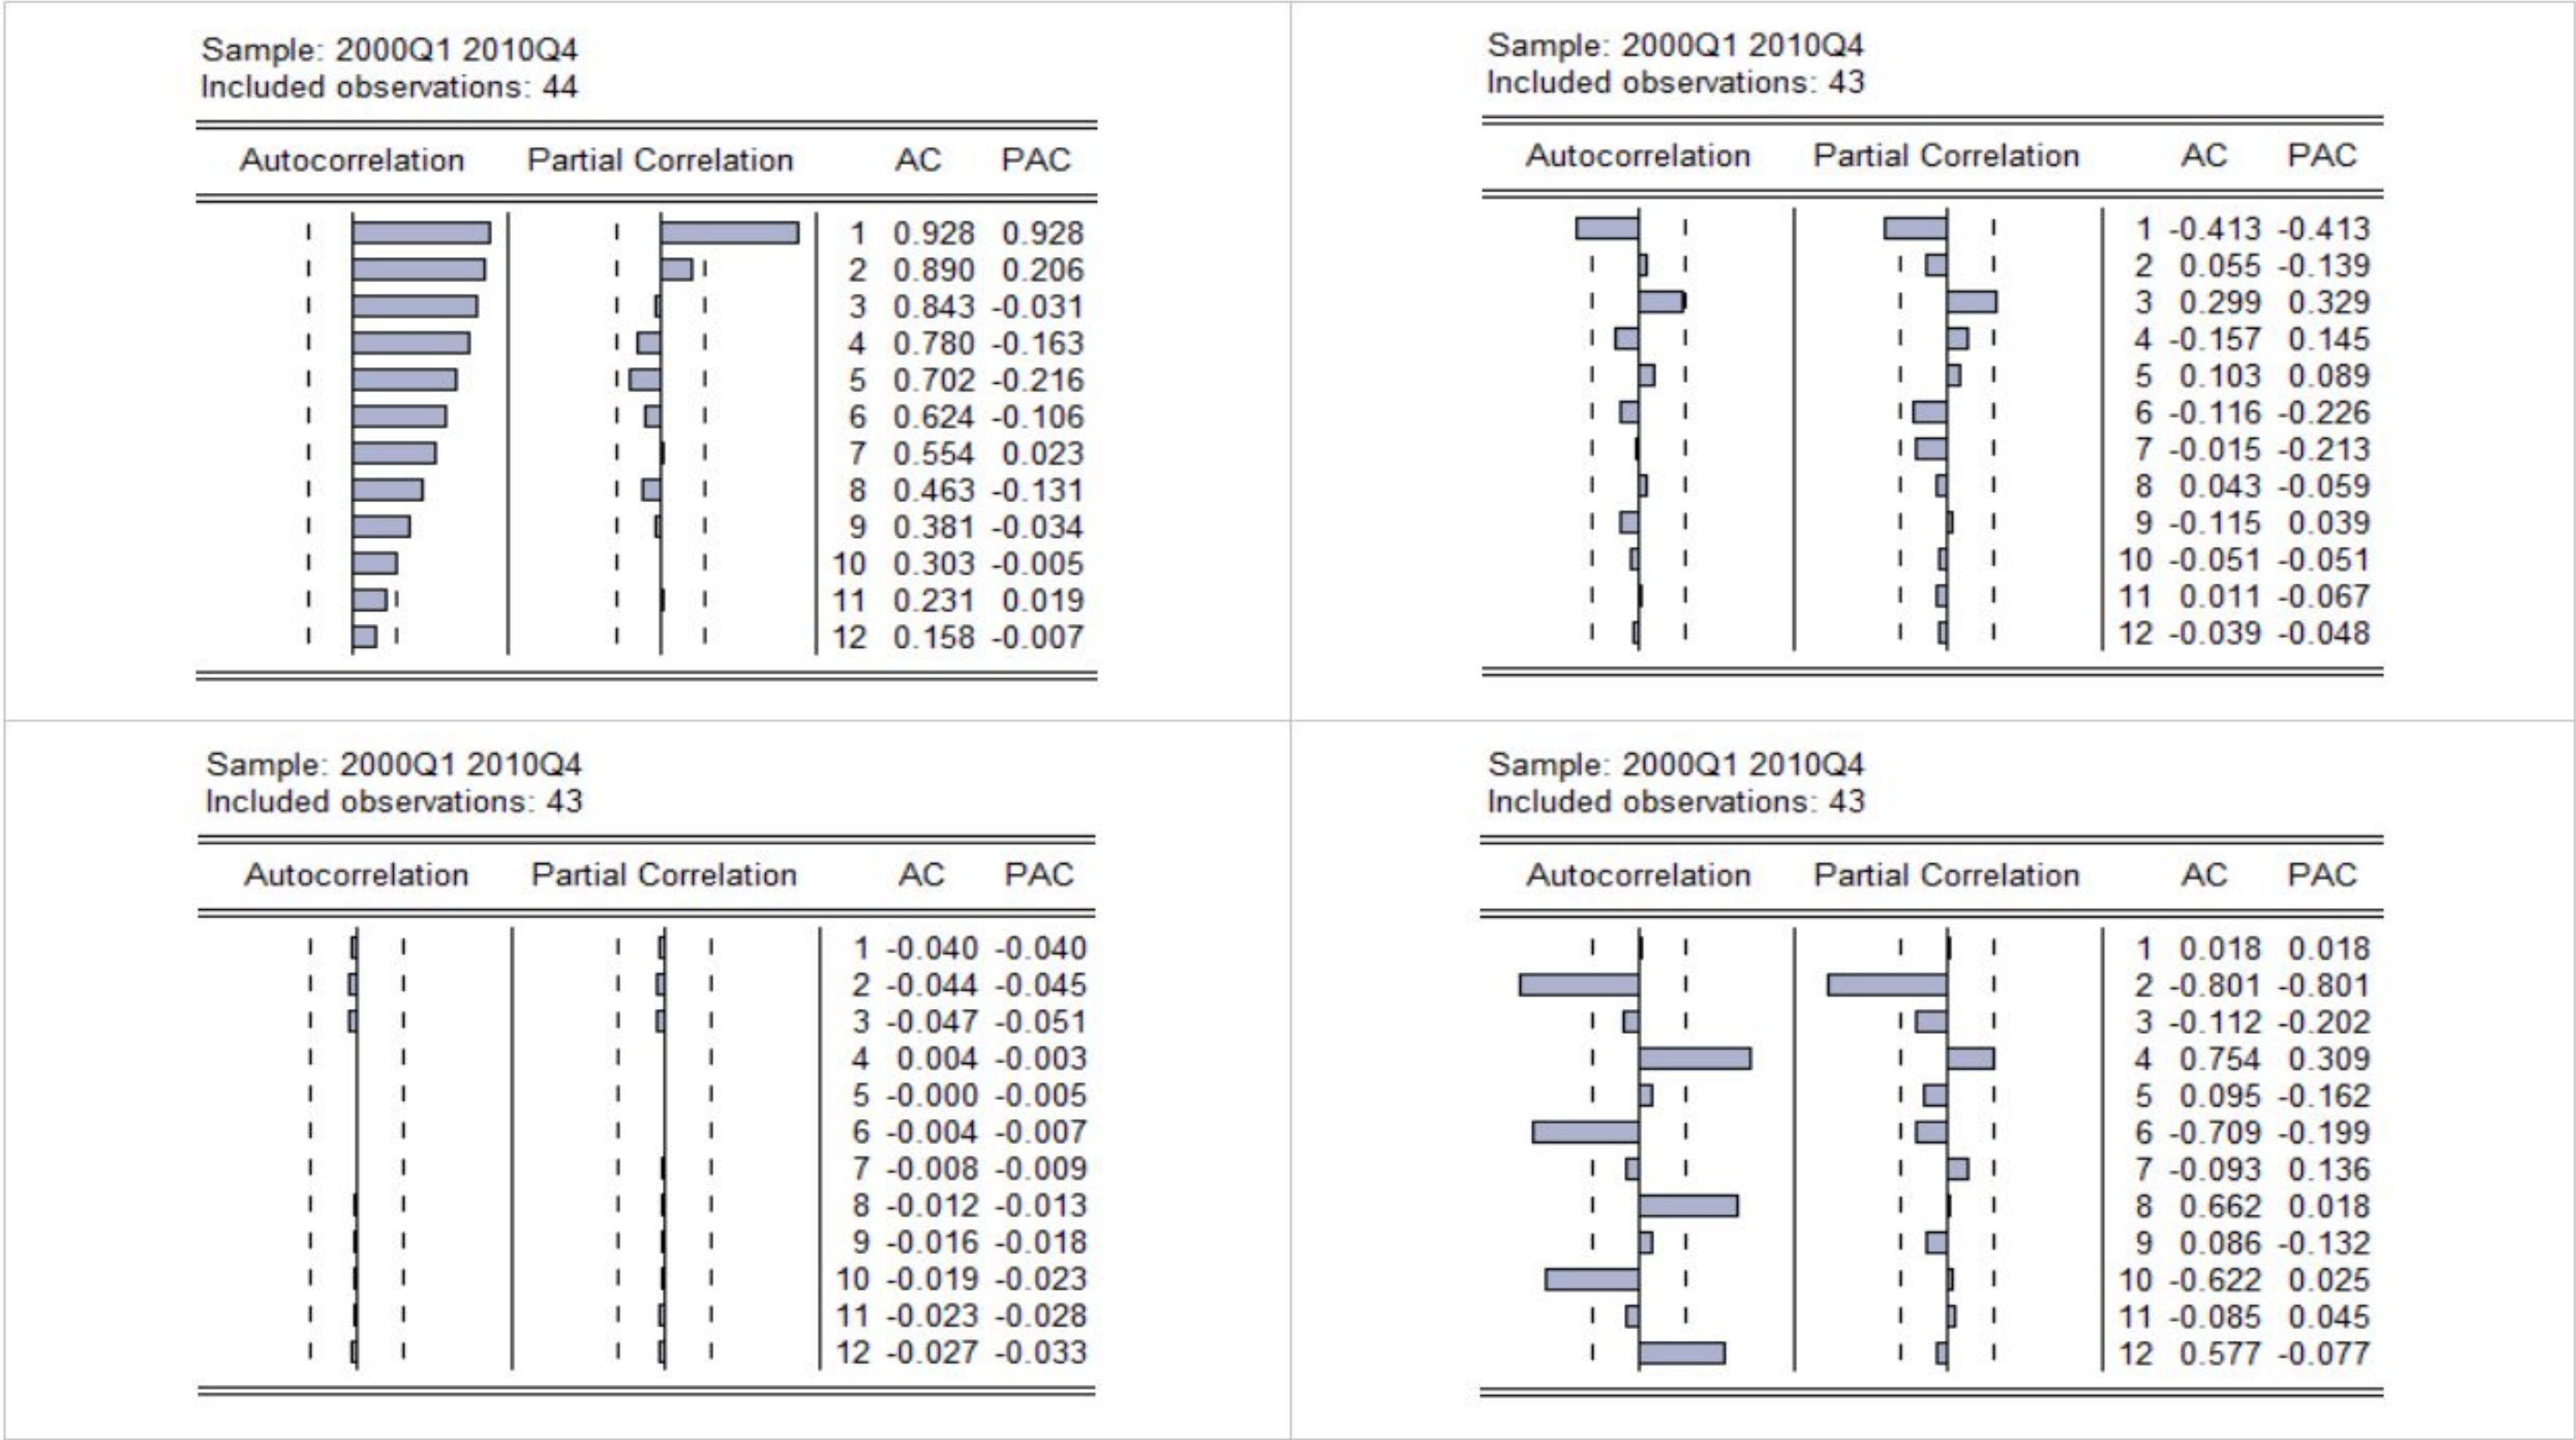 Sample: 2000Q1 2010Q4
Included observations: 44
Autocorrelation Partial Correlation AC PAC
1 0.928 0.928
2 0.890 0.206
3 0.843 -0.031
4 0.780 -0.163
5 0.702 -0.216
6 0.624 -0.106
7 0.554 0.023
8 0.463 -0.131
9 0.381 -0.034
10 0.303 -0.005
11 0.231 0.019
12 0.158 -0.007
Sample: 2000Q1 2010Q4
Included observations: 43
Autocorrelation Partial Correlation AC PAC
1 -0.413 -0.413
2 0.055 -0.139
3 0.299 0.329
4 -0.157 0.145
5 0.103 0.089
6 -0.116 -0.226
7 -0.015 -0.213
8 0.043 -0.059
9 -0.115 0.039
10 -0.051 -0.051
11 0.011 -0.067
12 -0.039 -0.048
Sample: 2000Q1 2010Q4
Included observations: 43
Autocorrelation Partial Correlation AC PAC
1 -0.040 -0.040
2 -0.044 -0.045
3 -0.047 -0.051
4 0.004 -0.003
5 -0.000 -0.005
6 -0.004 -0.007
7 -0.008 -0.009
8 -0.012 -0.013
9 -0.016 -0.018
10 -0.019 -0.023
11 -0.023 -0.028
12 -0.027 -0.033
Sample: 2000Q1 2010Q4
Included observations: 43
Autocorrelation Partial Correlation AC PAC
1 0.018 0.018
2 -0.801 -0.801
3 -0.112 -0.202
4 0.754 0.309
5 0.095 -0.162
6 -0.709 -0.199
7 -0.093 0.136
8 0.662 0.018
9 0.086 -0.132
10 -0.622 0.025
11 -0.085 0.045
12 0.577 -0.077